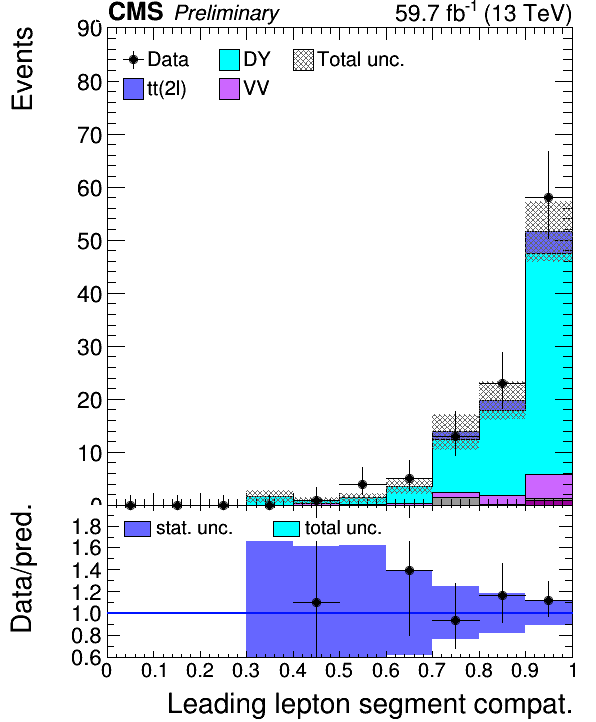 CMS Preliminary 59.7 fb-1 (13 TeV)
Events
90
80
70
60
50
40
30
20
10
0
Data DY Total unc.
tt(2l) VV
Data/pred.
stat. unc. total unc.
1.8
1.6
1.4
1.2
1.0
0.8
0.6
0 0.1 0.2 0.3 0.4 0.5 0.6 0.7 0.8 0.9 1
Leading lepton segment compat.